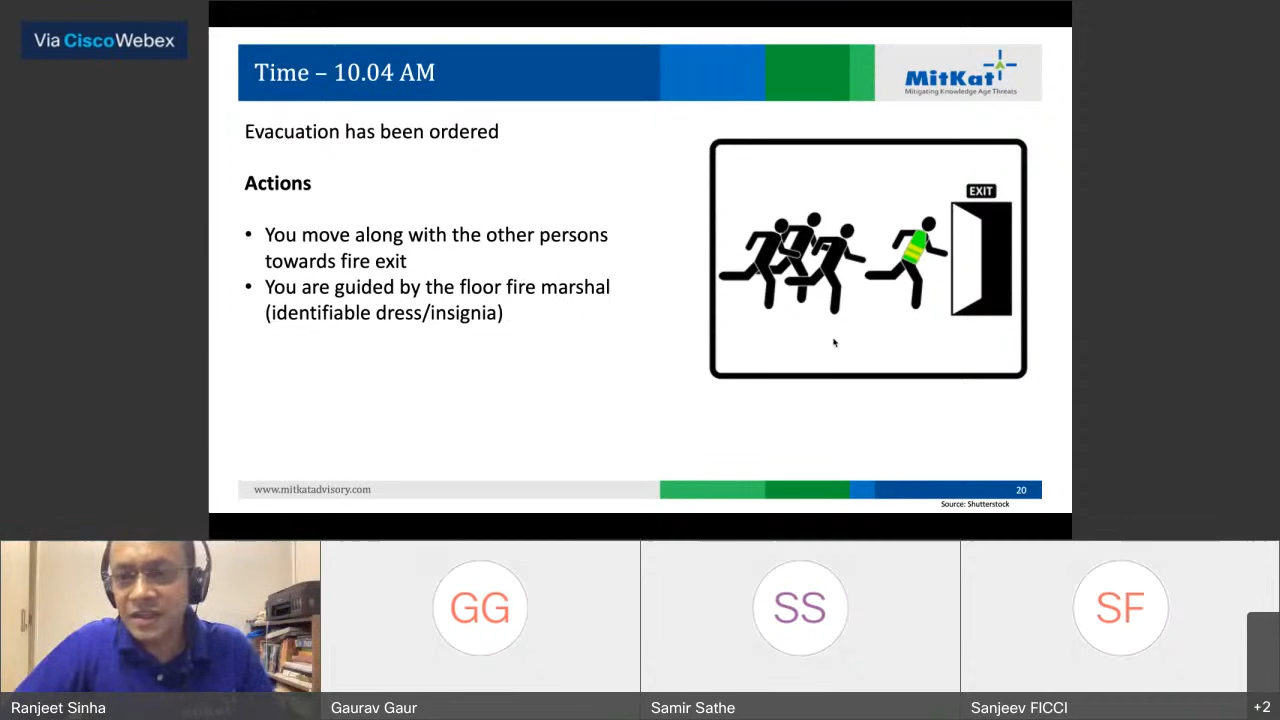 Via Cisco Webex
Time – 10.04 AM
MitKat
Mitigating Knowledge Age Threats
Evacuation has been ordered
Actions
• You move along with the other persons
towards fire exit
• You are guided by the floor fire marshal
(identifiable dress/insignia)
EXIT
www.mitkatadvisory.com
20
Source: Shutterstock
GG
SS
SF
Ranjeet Sinha
Gaurav Gaur
Samir Sathe
Sanjeev FICCI
+2